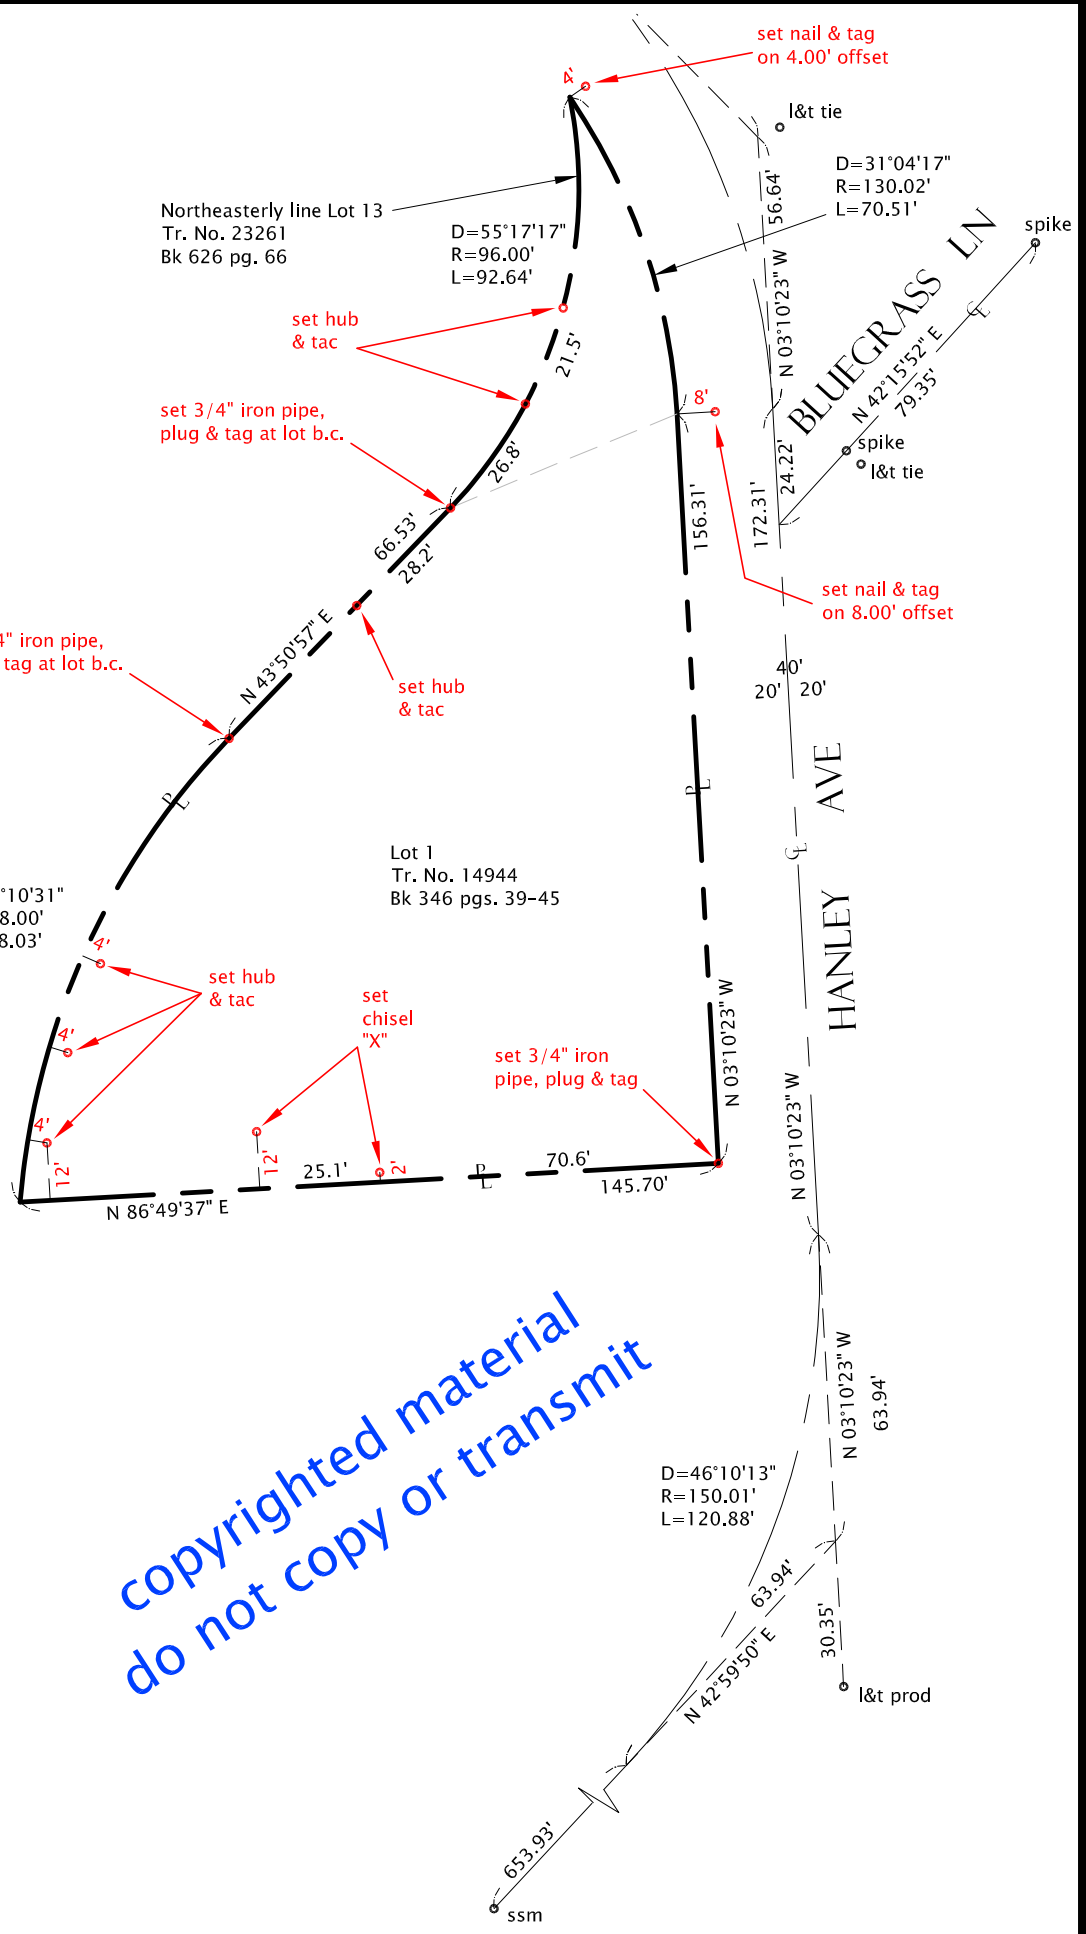 set nail & tag
on 4.00' offset
4'
l&t tie
D=31°04'17"
R=130.02'
L=70.51'
56.64'
Northeasterly line Lot 13
Tr. No. 23261
Bk 626 pg. 66
D=55°17'17"
R=96.00'
L=92.64'
spike
BLUEGRASS LN
N 03°10'23" W
N 42°15'52" E
79.35'
set hub
& tac
21.5'
set 3/4" iron pipe,
plug & tag at lot b.c.
8'
spike
l&t tie
24.22'
26.8'
172.31'
156.31'
66.53'
28.2'
set nail & tag
on 8.00' offset
4" iron pipe,
tag at lot b.c.
N 43°50'57" E
set hub
& tac
40'
20' 20'
HANLEY AVE
PL
PL
CL
CL
Lot 1
Tr. No. 14944
Bk 346 pgs. 39-45
°10'31"
8.00'
8.03'
4'
set hub
& tac
set
chisel
"X"
4'
N 03°10'23" W
set 3/4" iron
pipe, plug & tag
N 03°10'23" W
4'
12'
12'
2'
25.1'
PL
70.6'
145.70'
N 86°49'37" E
copyrighted material
do not copy or transmit
N 03°10'23" W
63.94'
D=46°10'13"
R=150.01'
L=120.88'
63.94'
N 42°59'50" E
30.35'
l&t prod
653.93'
ssm